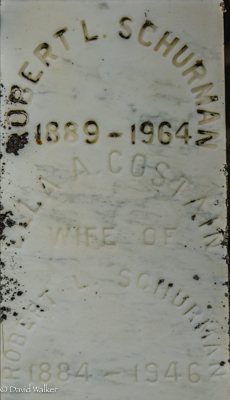 ROBERT L. SCHURMAN
1889 - 1964
A COSTAIN
WIFE OF
ROBERT L. SCHURMAN
1884 - 1946
© David Walker